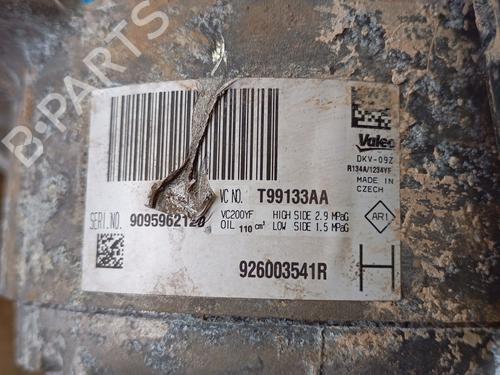 B-PARTS
Valeo
DKV-09Z
R134A/1234YF
MADE IN
CZECH
VC NO. T99133AA
SERI.NO.
VC200YF HIGH SIDE 2.9 MPaG
OIL 110 cm³ LOW SIDE 1.5 MPaG
AR1
926003541R
H